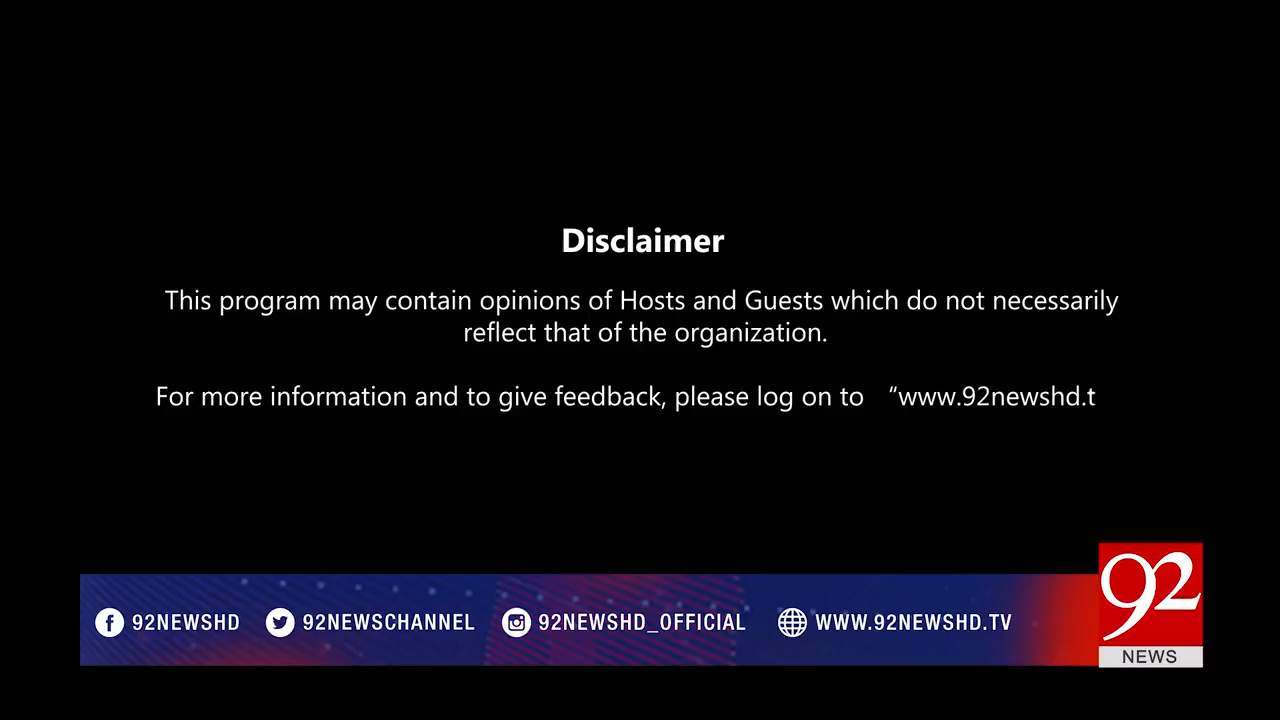 Disclaimer
This program may contain opinions of Hosts and Guests which do not necessarily
reflect that of the organization.
For more information and to give feedback, please log on to “www.92newshd.t
92NEWSHD 92NEWSCHANNEL 92NEWSHD_OFFICIAL WWW.92NEWSHD.TV
92
NEWS